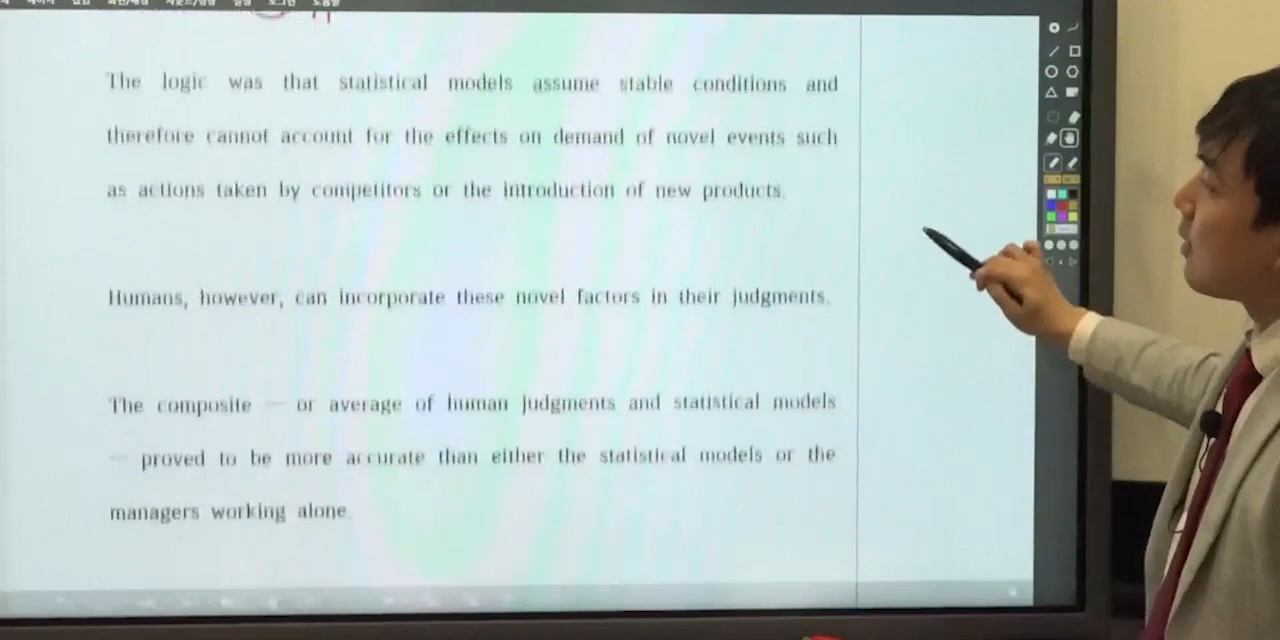 The logic was that statistical models assume stable conditions and
therefore cannot account for the effects on demand of novel events such
as actions taken by competitors or the introduction of new products.
Humans, however, can incorporate these novel factors in their judgments.
The composite — or average of human judgments and statistical models
— proved to be more accurate than either the statistical models or the
managers working alone.